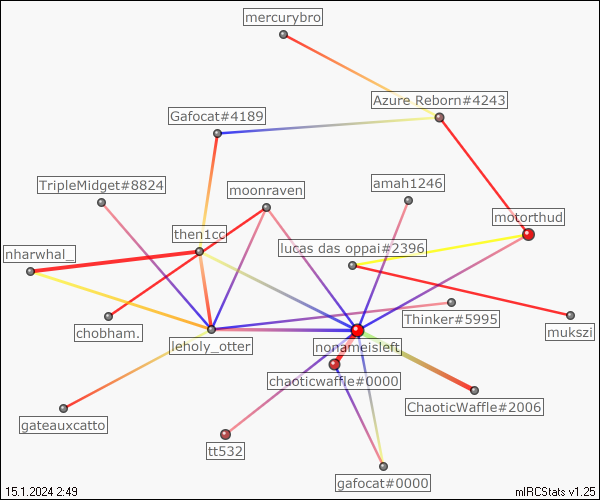 mercurybro
Azure Reborn#4243
Gafocat#4189
TripleMidget#8824
moonraven
amah1246
motorthud
then1cc
nharwhal_
lucas das oppai#2396
Thinker#5995
chobham.
mukszi
leholy_otter
nonameisleft
chaoticwaffle#0000
ChaoticWaffle#2006
gateauxcatto
tt532
gafocat#0000
15.1.2024 2:49
mIRCStats v1.25